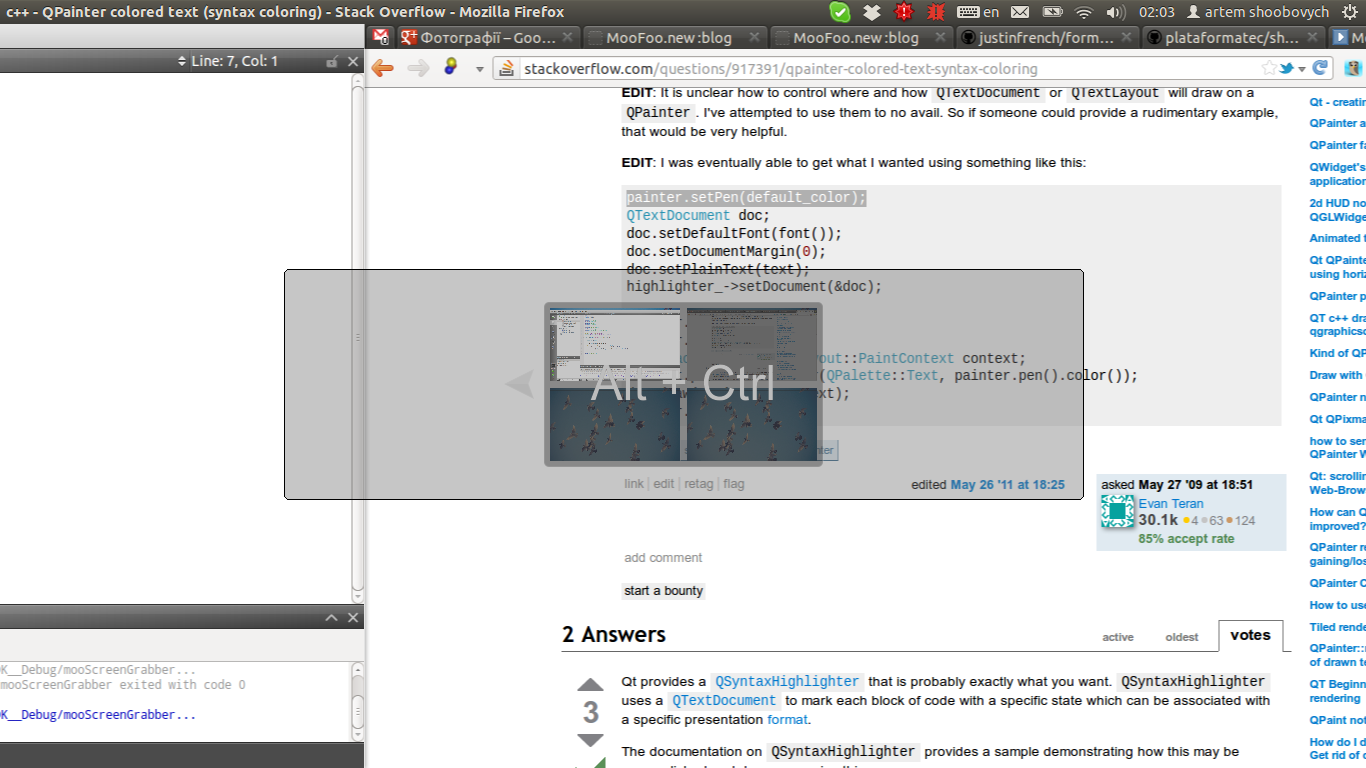 c++ - QPainter colored text (syntax coloring) - Stack Overflow - Mozilla Firefox
en
02:03
artem shoobovych
Фотографії – Goo…
MooFoo.new :blog
MooFoo.new :blog
justinfrench/form…
plataformatec/sh…
Line: 7, Col: 1
stackoverflow.com/questions/917391/qpainter-colored-text-syntax-coloring
EDIT: It is unclear how to control where and how QTextDocument or QTextLayout will draw on a
QPainter. I've attempted to use them to no avail. So if someone could provide a rudimentary example,
that would be very helpful.
EDIT: I was eventually able to get what I wanted using something like this:
painter.setPen(default_color);
QTextDocument doc;
doc.setDefaultFont(font());
doc.setDocumentMargin(0);
doc.setPlainText(text);
highlighter_->setDocument(&doc);
out::PaintContext context;
(QPalette::Text, painter.pen().color());
ext);
Alt + Ctrl
nter
link | edit | retag | flag
edited May 26 '11 at 18:25
asked May 27 '09 at 18:51
Evan Teran
30.1k 4 63 124
85% accept rate
add comment
start a bounty
2 Answers
active
oldest
votes
3
Qt provides a QSyntaxHighlighter that is probably exactly what you want. QSyntaxHighlighter
uses a QTextDocument to mark each block of code with a specific state which can be associated with
a specific presentation format.
The documentation on QSyntaxHighlighter provides a sample demonstrating how this may be
Qt - creatin
QPainter a
QPainter fa
QWidget's
application
2d HUD no
QGLWidge
Animated t
Qt QPainte
using horiz
QPainter p
QT c++ dra
qgraphicsc
Kind of QP
Draw with
QPainter n
Qt QPixma
how to sen
QPainter W
Qt: scrollin
Web-Brow
How can Q
improved?
QPainter re
gaining/los
QPainter Q
How to use
Tiled rende
QPainter::r
of drawn te
QT Beginn
rendering
QPaint not
How do I d
Get rid of c
OK__Debug/mooScreenGrabber...
mooScreenGrabber exited with code 0
OK__Debug/mooScreenGrabber...